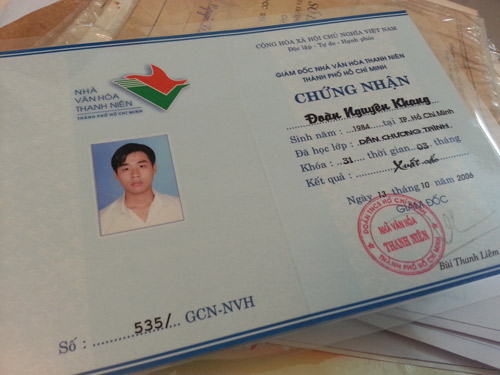 NHÀ
VĂN HÓA
THANH NIÊN
THÀNH PHỐ HỒ CHÍ MINH
Số : 535/ GCN-NVH
CỘNG HÒA XÃ HỘI CHỦ NGHĨA VIỆT NAM
Độc lập - Tự do - Hạnh phúc
GIÁM ĐỐC NHÀ VĂN HÓA THANH NIÊN
THÀNH PHỐ HỒ CHÍ MINH
CHỨNG NHẬN
Đoàn Nguyên Khang
Sinh năm : 1984 tại TP. Hồ Chí Minh
Đã học lớp : DẪN CHƯƠNG TRÌNH
Khóa : 31 thời gian 03 tháng
Kết quả : Xuất sắc
Ngày 13 tháng 10 năm 2006
GIÁM ĐỐC
NHÀ VĂN HÓA
THANH NIÊN
Bùi Thanh Liêm